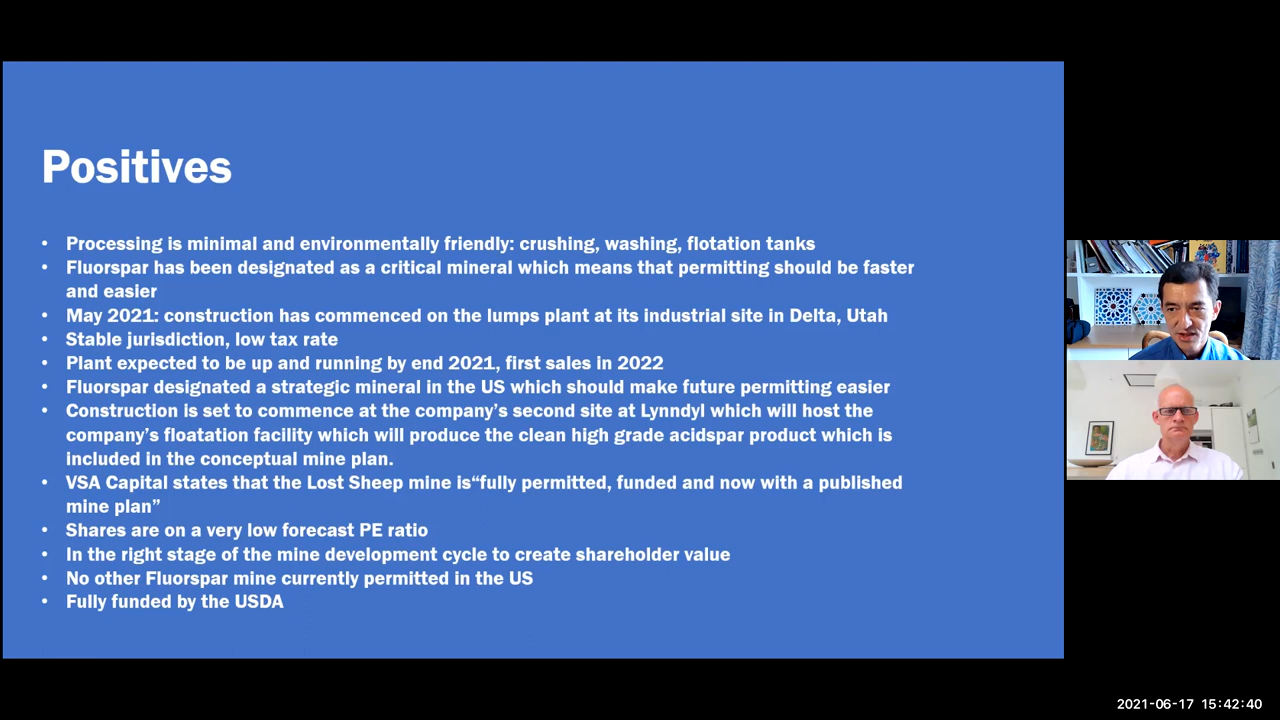 Positives
• Processing is minimal and environmentally friendly: crushing, washing, flotation tanks
• Fluorspar has been designated as a critical mineral which means that permitting should be faster
and easier
• May 2021: construction has commenced on the lumps plant at its industrial site in Delta, Utah
• Stable jurisdiction, low tax rate
• Plant expected to be up and running by end 2021, first sales in 2022
• Fluorspar designated a strategic mineral in the US which should make future permitting easier
• Construction is set to commence at the company’s second site at Lynndyl which will host the
company’s floatation facility which will produce the clean high grade acidspar product which is
included in the conceptual mine plan.
• VSA Capital states that the Lost Sheep mine is“fully permitted, funded and now with a published
mine plan”
• Shares are on a very low forecast PE ratio
• In the right stage of the mine development cycle to create shareholder value
• No other Fluorspar mine currently permitted in the US
• Fully funded by the USDA
2021-06-17 15:42:40